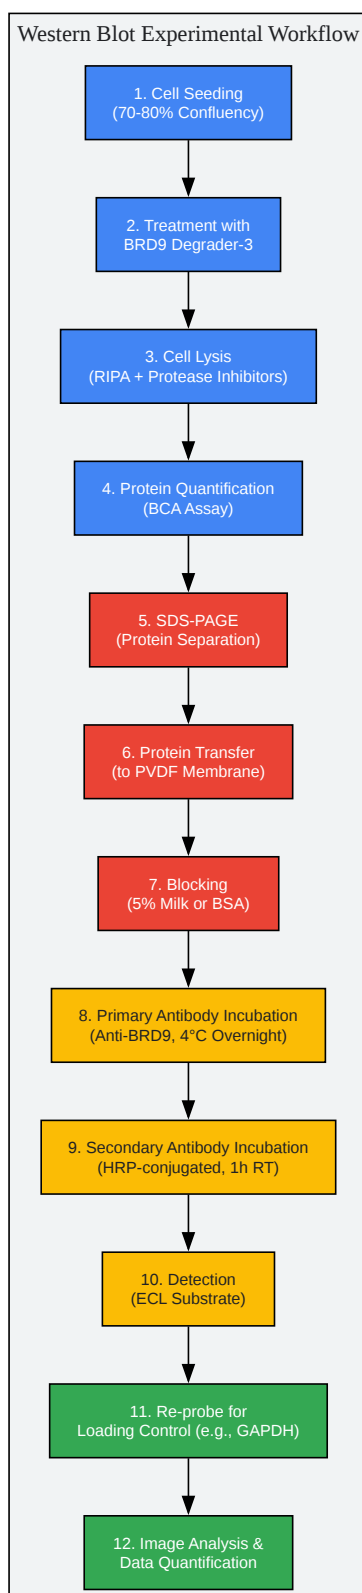 Western Blot Experimental Workflow
1. Cell Seeding
(70-80% Confluency)
2. Treatment with
BRD9 Degrader-3
3. Cell Lysis
(RIPA + Protease Inhibitors)
4. Protein Quantification
(BCA Assay)
5. SDS-PAGE
(Protein Separation)
6. Protein Transfer
(to PVDF Membrane)
7. Blocking
(5% Milk or BSA)
8. Primary Antibody Incubation
(Anti-BRD9, 4°C Overnight)
9. Secondary Antibody Incubation
(HRP-conjugated, 1h RT)
10. Detection
(ECL Substrate)
11. Re-probe for
Loading Control (e.g., GAPDH)
12. Image Analysis &
Data Quantification